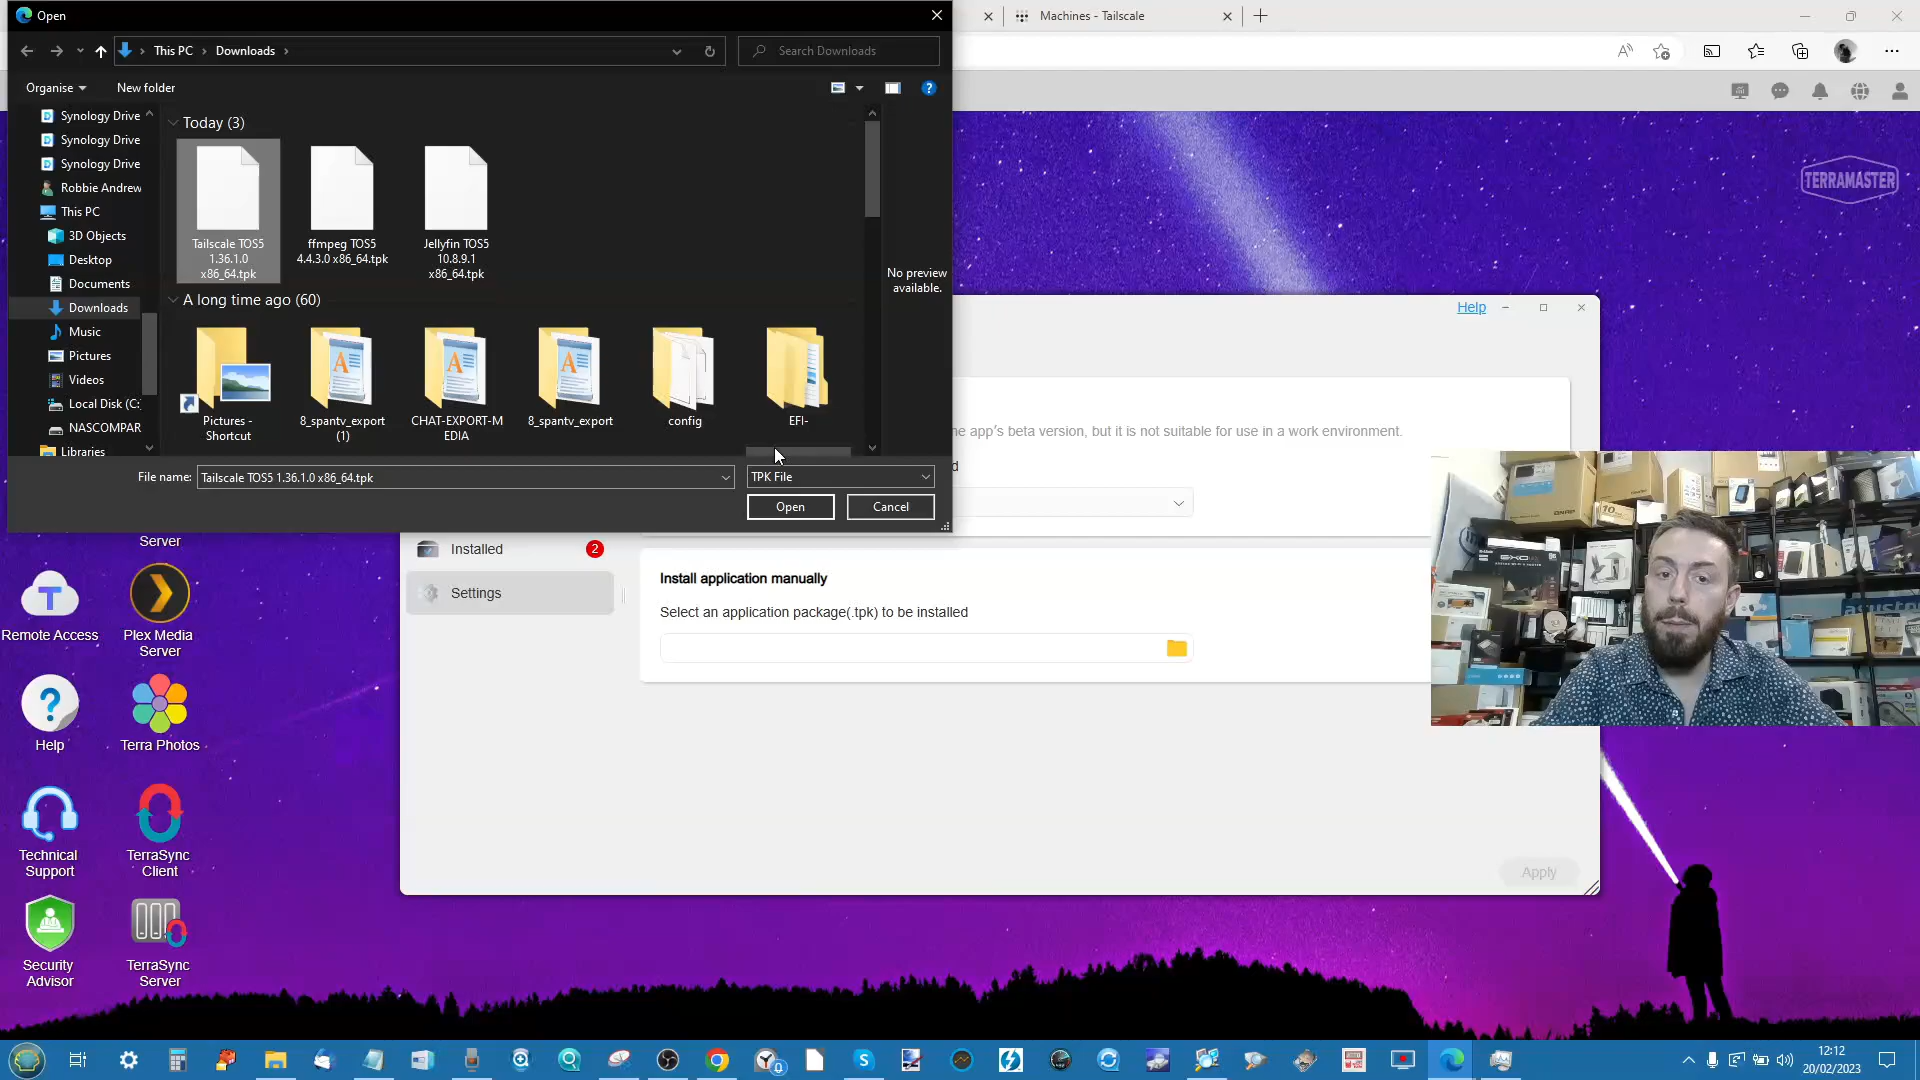 Open
Machines - Tailscale
This PC
Downloads
Search Downloads
Organise
New folder
Synology Drive
Synology Drive
Synology Drive
Robbie Andrew
This PC
3D Objects
Desktop
Documents
Downloads
Music
Pictures
Videos
Local Disk (C:
NASCOMPAR
Libraries
Today (3)
Tailscale TOS5
1.36.1.0
x86_64.tpk
ffmpeg TOS5
4.4.3.0 x86_64.tpk
Jellyfin TOS5
10.8.9.1
x86_64.tpk
No preview
available.
A long time ago (60)
Pictures -
Shortcut
8_spantv_export
(1)
CHAT-EXPORT-M
EDIA
8_spantv_export
config
EFI-
File name:
Tailscale TOS5 1.36.1.0 x86_64.tpk
TPK File
Open
Cancel
TERRAMASTER
Help
he app's beta version, but it is not suitable for use in a work environment.
d
Installed
2
Settings
Install application manually
Select an application package(.tpk) to be installed
Apply
Server
Remote Access
Plex Media
Server
Help
Terra Photos
Technical
Support
TerraSync
Client
Security
Advisor
TerraSync
Server
12:12
20/02/2023